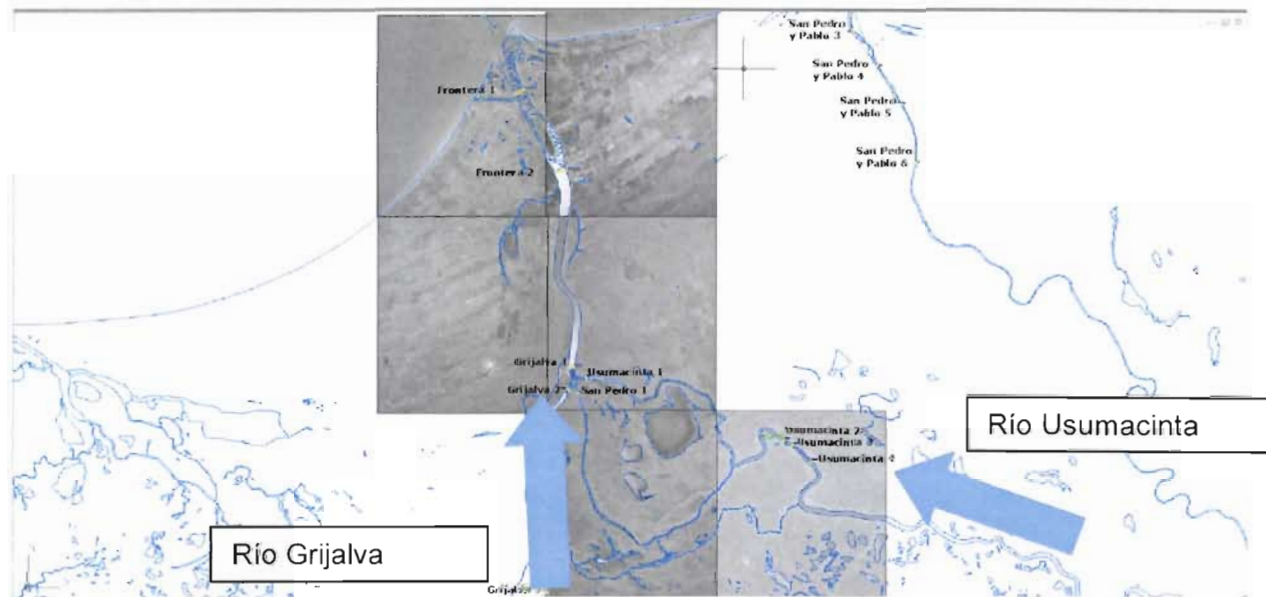 San Pedro
y Pablo 3
San Pedro
y Pablo 4
Frontera 1
San Pedro
y Pablo 5
San Pedro
y Pablo 6
Frontera 2
Grijalva 1
Usumacinta 1
Grijalva 2
San Pedro 1
Usumacinta 2
Usumacinta 3
Usumacinta 4
Río Usumacinta
Río Grijalva
Grijalva